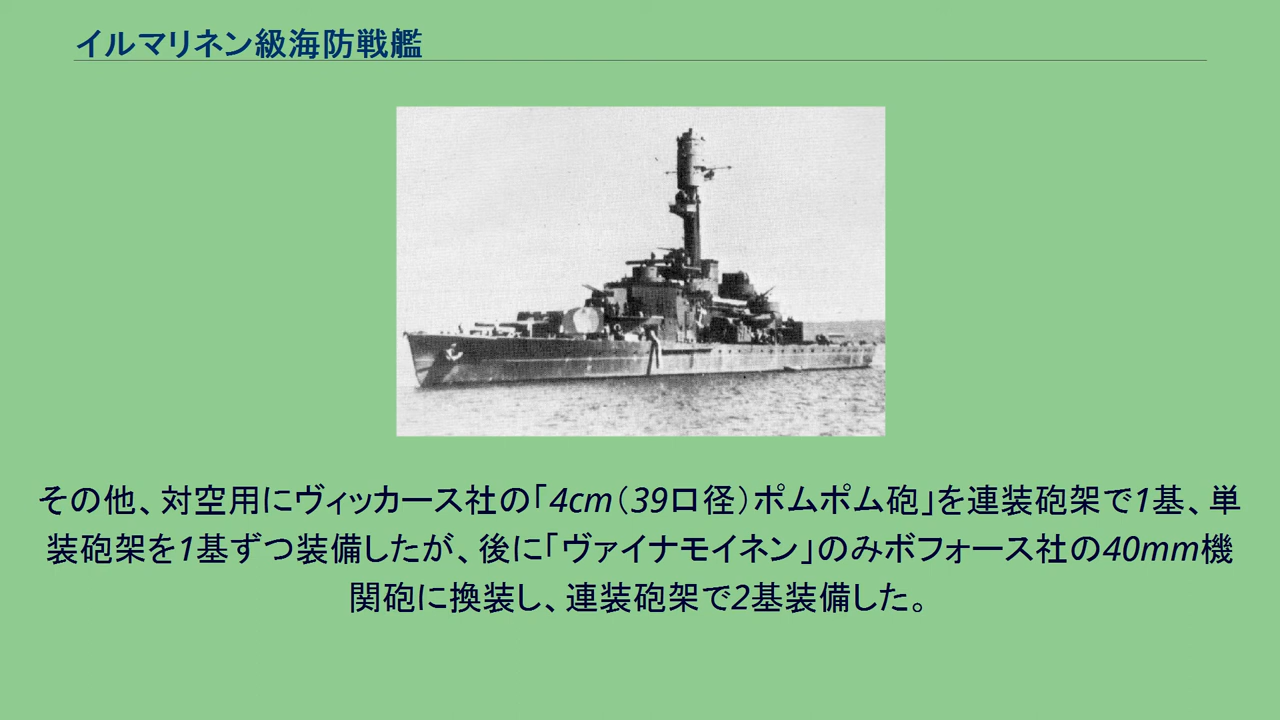 イルマリネン級海防戦艦
その他、対空用にヴィッカース社の「4cm（39口径）ポムポム砲」を連装砲架で1基、単
装砲架を1基ずつ装備したが、後に「ヴァイナモイネン」のみボフォース社の40mm機
関砲に換装し、連装砲架で2基装備した。